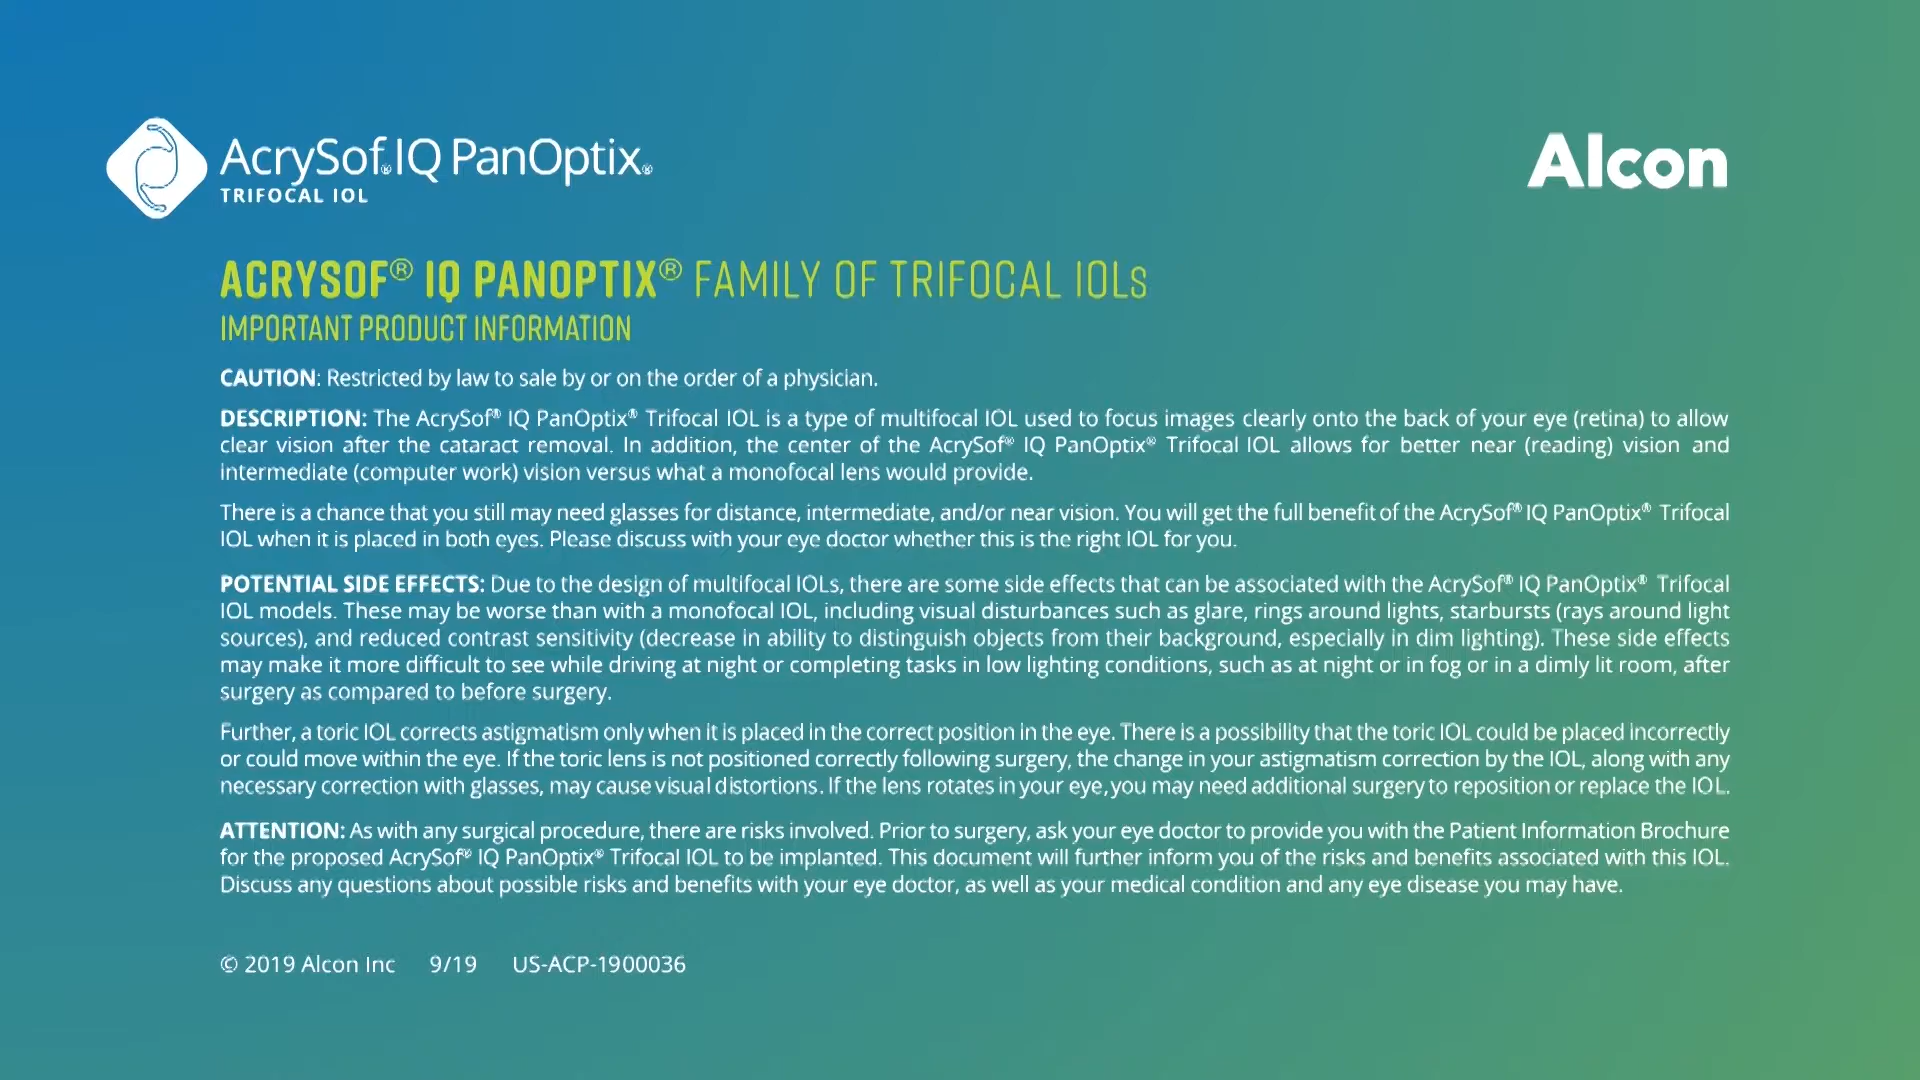 AcrySof® IQ PanOptix®
TRIFOCAL IOL
Alcon
ACRYSOF® IQ PANOPTIX® FAMILY OF TRIFOCAL IOLs
IMPORTANT PRODUCT INFORMATION
CAUTION: Restricted by law to sale by or on the order of a physician.
DESCRIPTION: The AcrySof® IQ PanOptix® Trifocal IOL is a type of multifocal IOL used to focus images clearly onto the back of your eye (retina) to allow
clear vision after the cataract removal. In addition, the center of the AcrySof® IQ PanOptix® Trifocal IOL allows for better near (reading) vision and
intermediate (computer work) vision versus what a monofocal lens would provide.
There is a chance that you still may need glasses for distance, intermediate, and/or near vision. You will get the full benefit of the AcrySof® IQ PanOptix® Trifocal
IOL when it is placed in both eyes. Please discuss with your eye doctor whether this is the right IOL for you.
POTENTIAL SIDE EFFECTS: Due to the design of multifocal IOLs, there are some side effects that can be associated with the AcrySof® IQ PanOptix® Trifocal
IOL models. These may be worse than with a monofocal IOL, including visual disturbances such as glare, rings around lights, starbursts (rays around light
sources), and reduced contrast sensitivity (decrease in ability to distinguish objects from their background, especially in dim lighting). These side effects
may make it more difficult to see while driving at night or completing tasks in low lighting conditions, such as at night or in fog or in a dimly lit room, after
surgery as compared to before surgery.
Further, a toric IOL corrects astigmatism only when it is placed in the correct position in the eye. There is a possibility that the toric IOL could be placed incorrectly
or could move within the eye. If the toric lens is not positioned correctly following surgery, the change in your astigmatism correction by the IOL, along with any
necessary correction with glasses, may cause visual distortions. If the lens rotates in your eye, you may need additional surgery to reposition or replace the IOL.
ATTENTION: As with any surgical procedure, there are risks involved. Prior to surgery, ask your eye doctor to provide you with the Patient Information Brochure
for the proposed AcrySof® IQ PanOptix® Trifocal IOL to be implanted. This document will further inform you of the risks and benefits associated with this IOL.
Discuss any questions about possible risks and benefits with your eye doctor, as well as your medical condition and any eye disease you may have.
© 2019 Alcon Inc 9/19 US-ACP-1900036